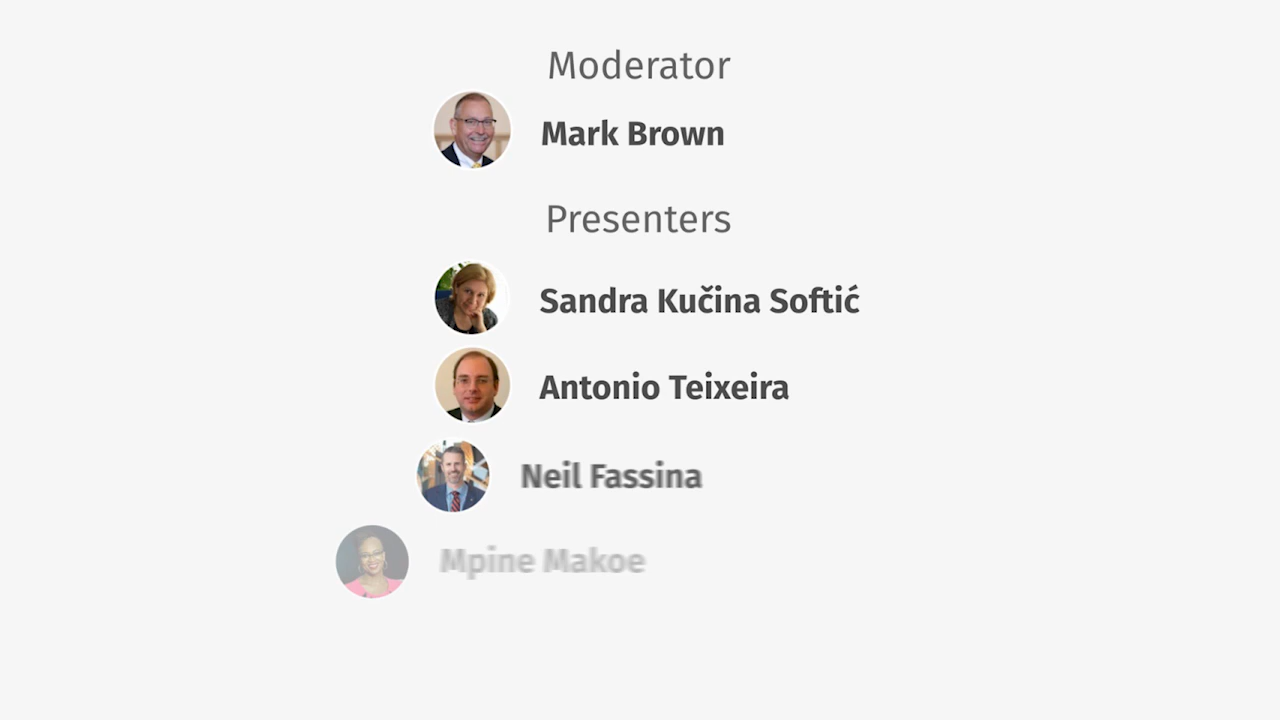 Moderator
Mark Brown
Presenters
Sandra Kučina Softić
Antonio Teixeira
Neil Fassina
Mpine Makoe